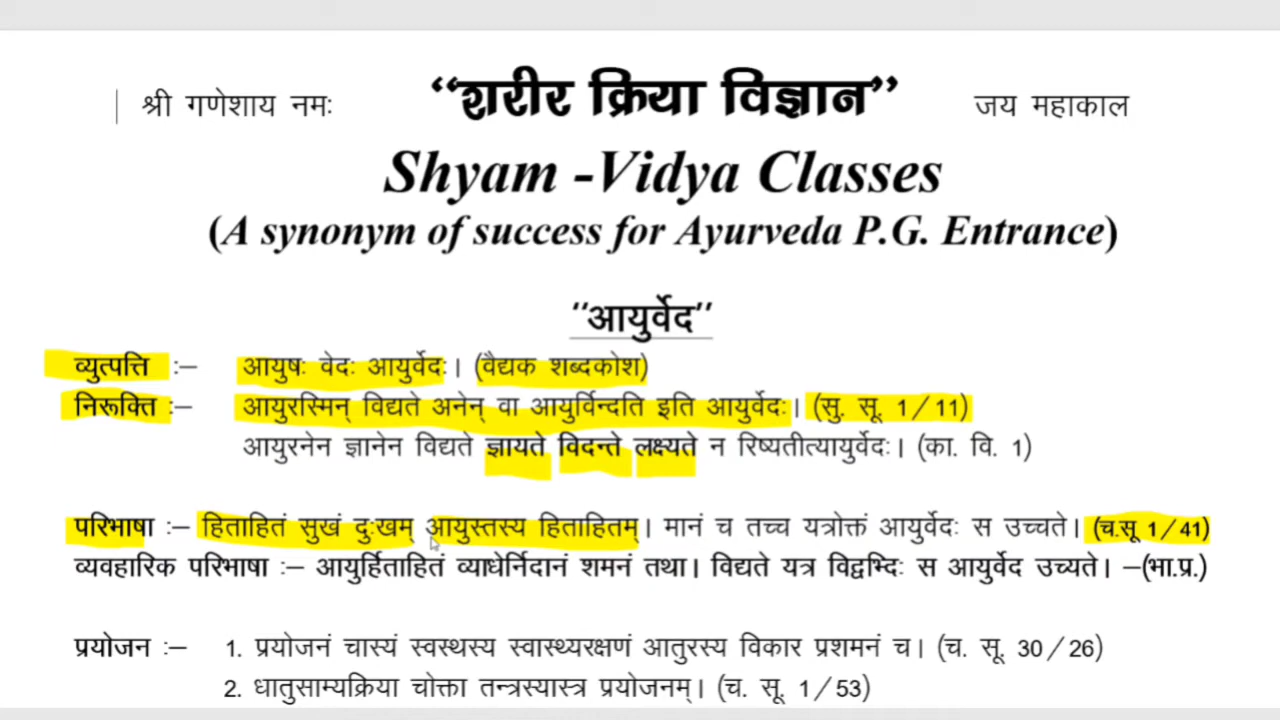 श्री गणेशाय नमः “शरीर क्रिया विज्ञान” जय महाकाल
Shyam -Vidya Classes
(A synonym of success for Ayurveda P.G. Entrance)
"आयुर्वेद"
व्युत्पत्ति :– आयुषः वेदः आयुर्वेदः। (वैद्यक शब्दकोश)
निरूक्ति :– आयुरस्मिन् विद्यते अनेन् वा आयुर्विन्दति इति आयुर्वेदः। (सु. सू. 1/11)
आयुरनेन ज्ञानेन विद्यते ज्ञायते विदन्ते लक्ष्यते न रिष्यतीत्यायुर्वेदः। (का. वि. 1)
परिभाषा :– हिताहितं सुखं दुःखम् आयुस्तस्य हिताहितम्। मानं च तच्च यत्रोक्तं आयुर्वेदः स उच्चते। (च.सू. 1/41)
व्यवहारिक परिभाषा :– आयुर्हिताहितं व्याधेर्निदानं शमनं तथा। विद्यते यत्र विद्वभ्दिः स आयुर्वेद उच्यते। –(भा.प्र.)
प्रयोजन :– 1. प्रयोजनं चास्यं स्वस्थस्य स्वास्थ्यरक्षणं आतुरस्य विकार प्रशमनं च। (च. सू. 30/26)
2. धातुसाम्यक्रिया चोक्ता तन्त्रस्यास्त्र प्रयोजनम्। (च. सू. 1/53)